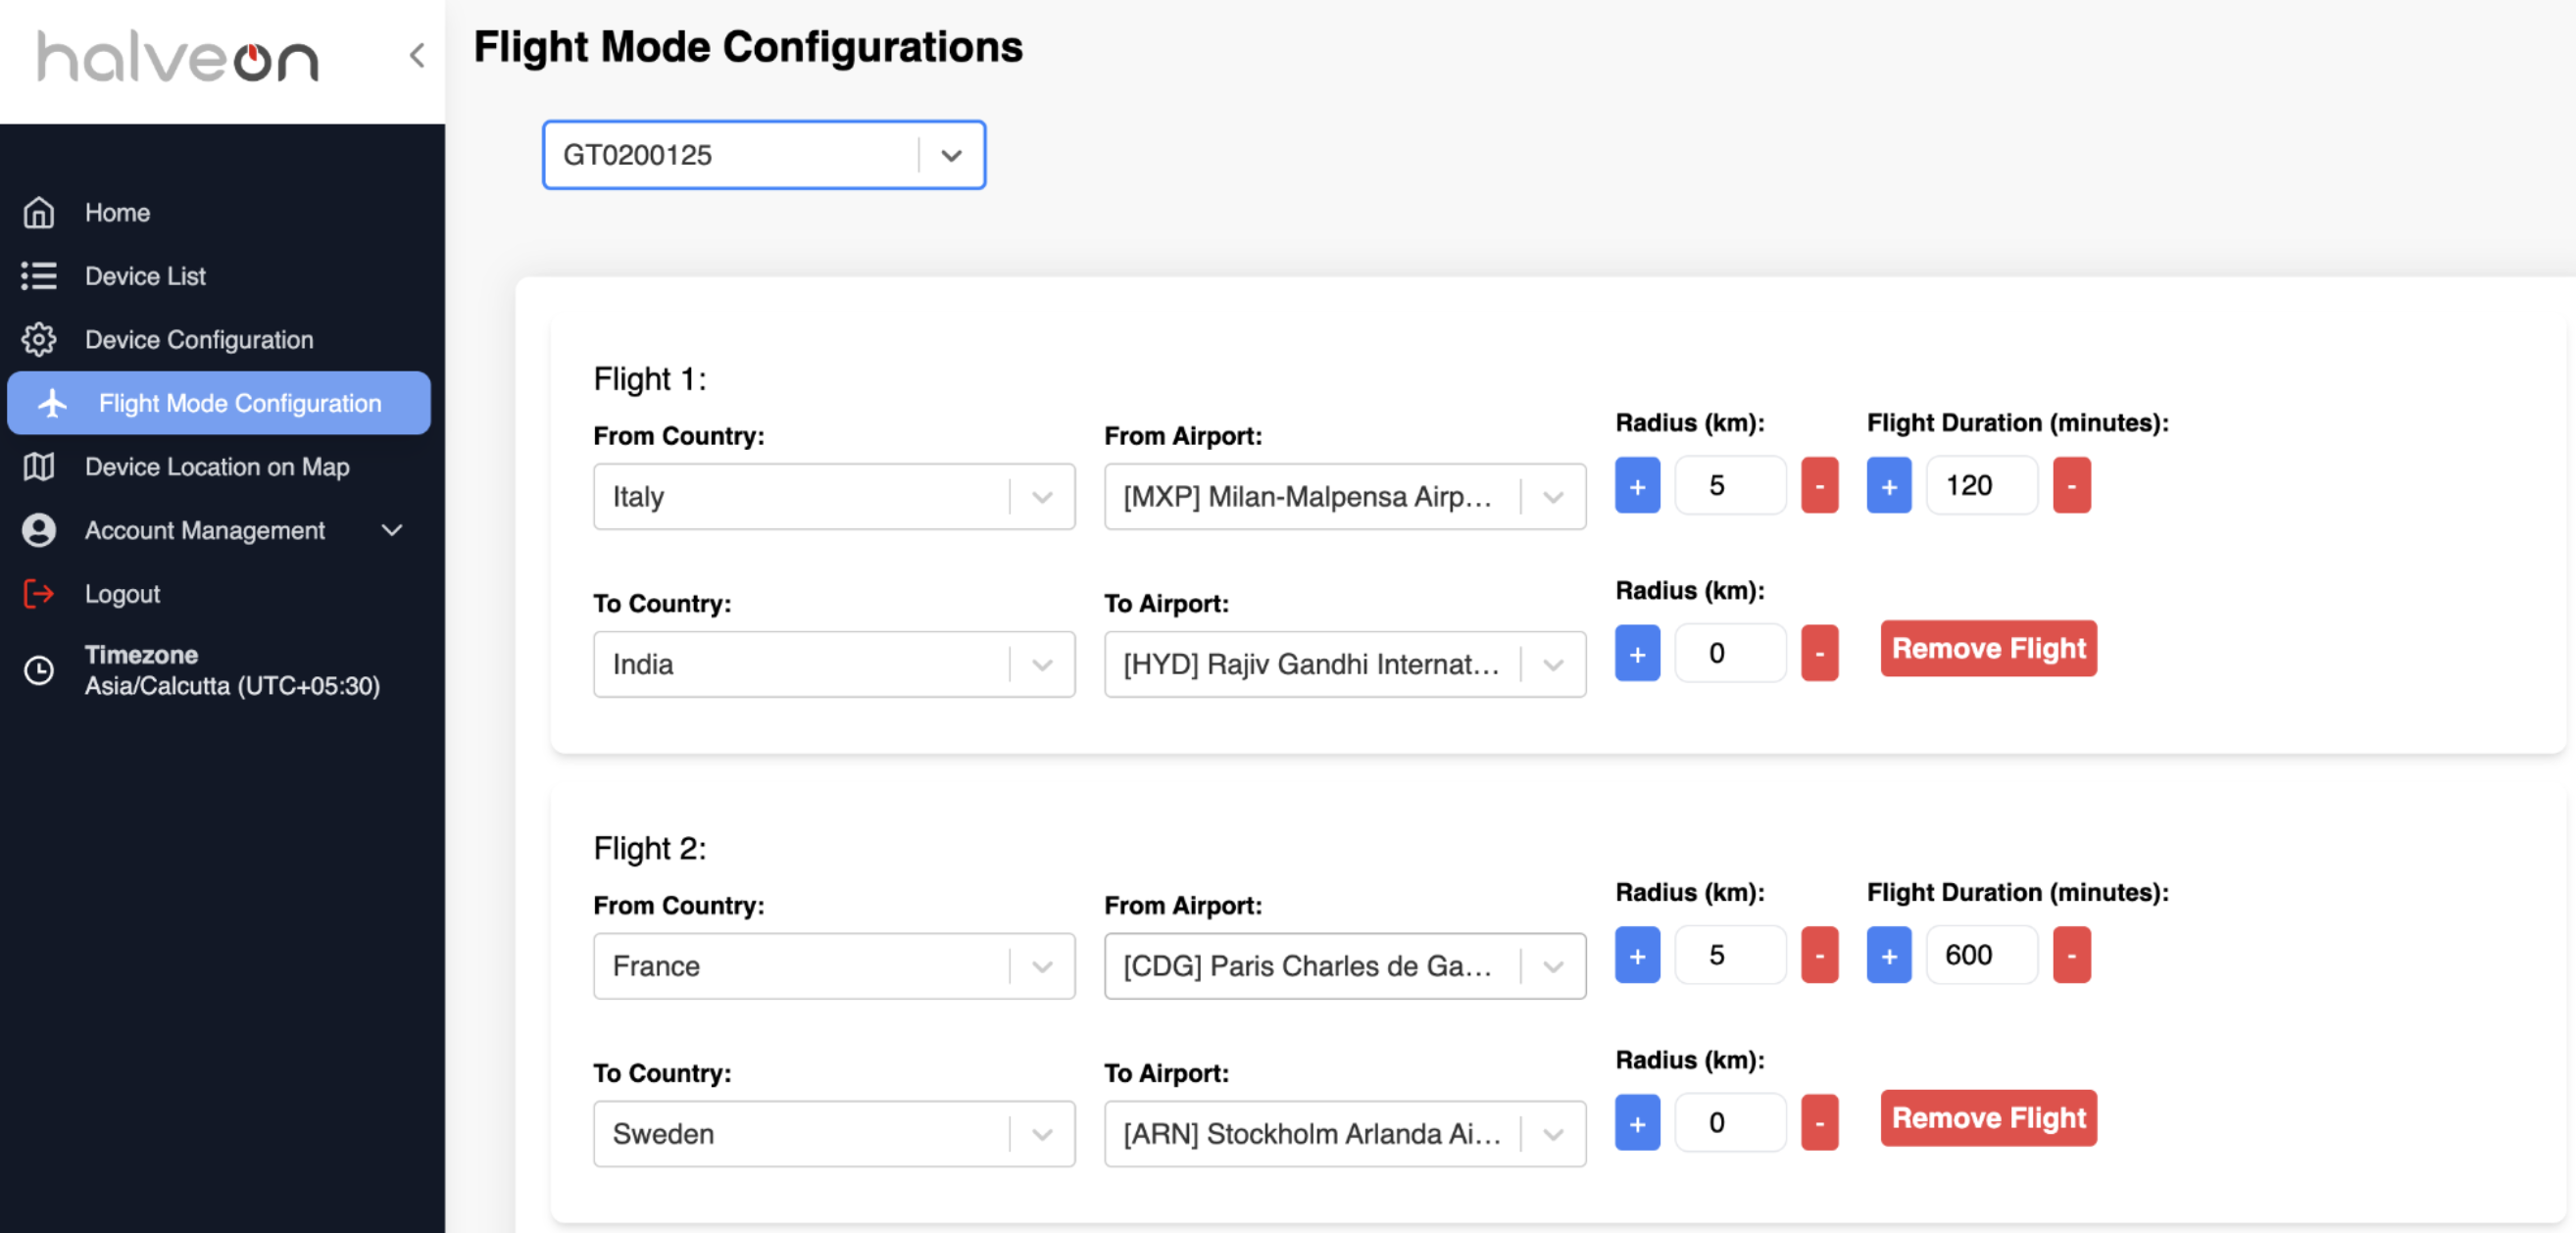 halveon
Flight Mode Configurations
GT0200125
Home
Device List
Device Configuration
Flight Mode Configuration
Device Location on Map
Account Management
Logout
Timezone
Asia/Calcutta (UTC+05:30)
Flight 1:
From Country:
From Airport:
Radius (km):
Flight Duration (minutes):
Italy
[MXP] Milan-Malpensa Airp...
+ 5 -
+ 120 -
To Country:
To Airport:
Radius (km):
India
[HYD] Rajiv Gandhi Internat...
+ 0 -
Remove Flight
Flight 2:
From Country:
From Airport:
Radius (km):
Flight Duration (minutes):
France
[CDG] Paris Charles de Ga...
+ 5 -
+ 600 -
To Country:
To Airport:
Radius (km):
Sweden
[ARN] Stockholm Arlanda Ai...
+ 0 -
Remove Flight